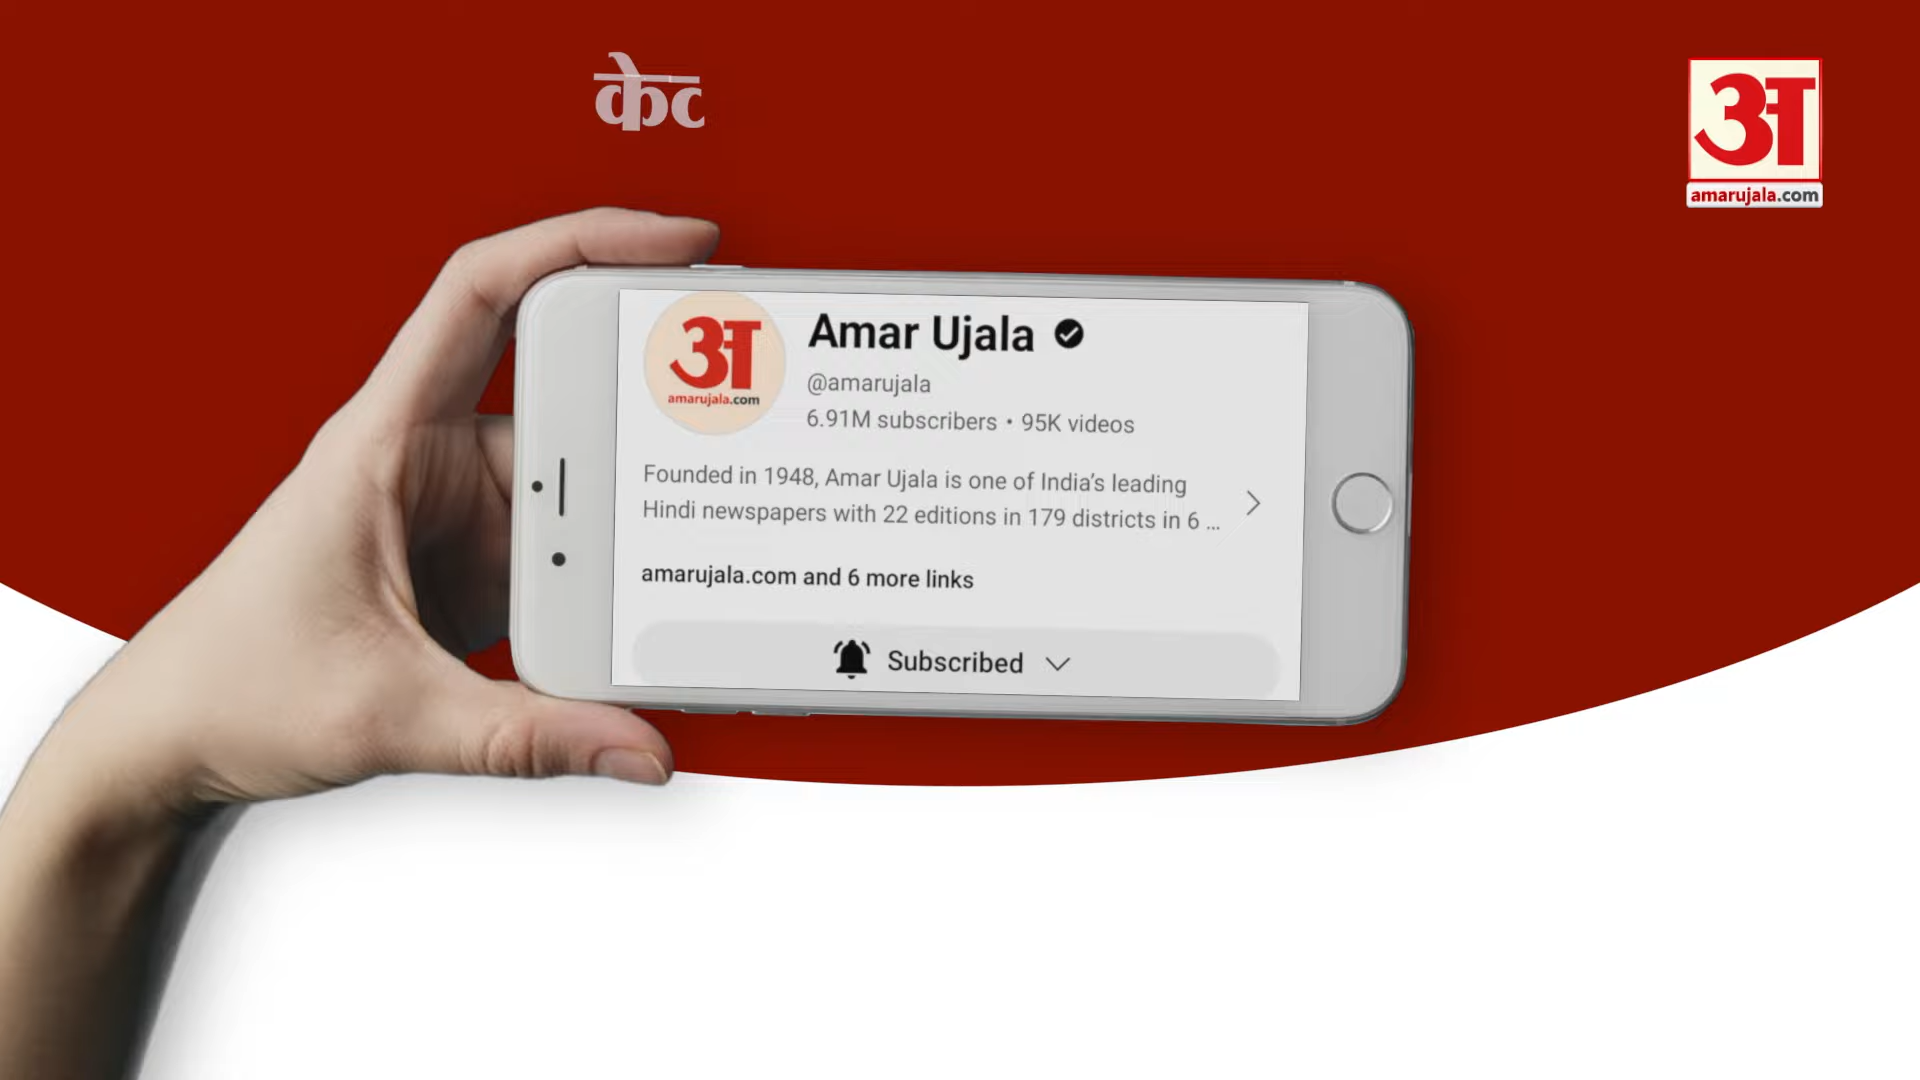 अ
amarujala.com
अ
amarujala.com
Amar Ujala
@amarujala
6.91M subscribers • 95K videos
Founded in 1948, Amar Ujala is one of India’s leading
Hindi newspapers with 22 editions in 179 districts in 6 ...
amarujala.com and 6 more links
Subscribed